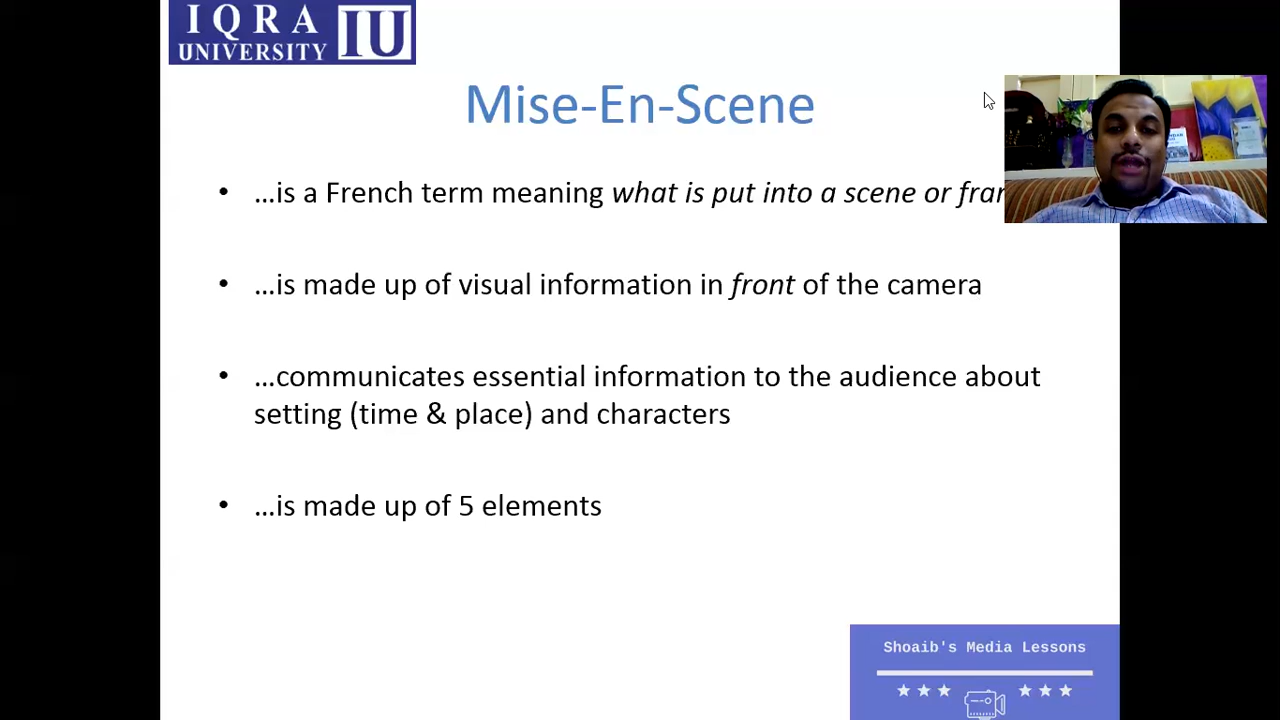 IQRA
UNIVERSITY IU
Mise-En-Scene
• …is a French term meaning what is put into a scene or
• …is made up of visual information in front of the camera
• …communicates essential information to the audience about
setting (time & place) and characters
• …is made up of 5 elements
Shoaib's Media Lessons